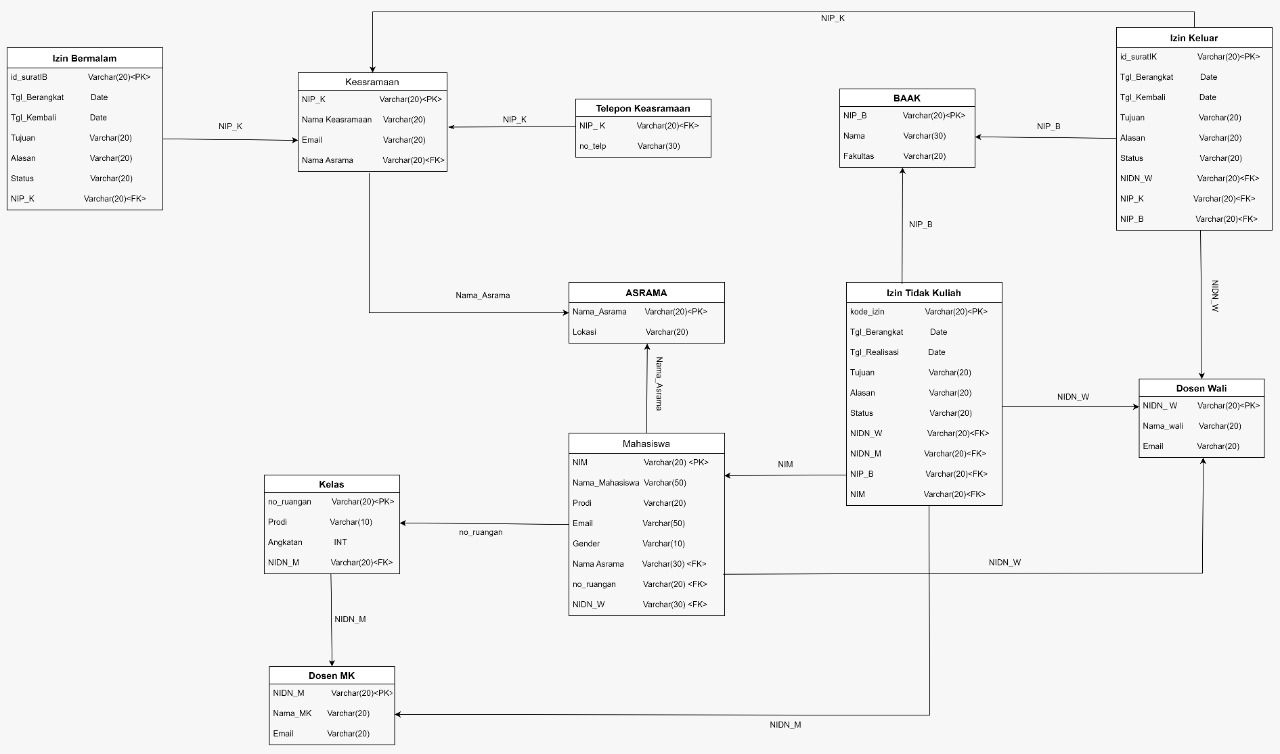 NIP_K
Izin Keluar
id_suratIK Varchar(20)<PK>
Tgl_Berangkat Date
Tgl_Kembali Date
Tujuan Varchar(20)
Alasan Varchar(20)
Status Varchar(20)
NIDN_W Varchar(20)<FK>
NIP_K Varchar(20)<FK>
NIP_B Varchar(20)<FK>
Izin Bermalam
id_suratIB Varchar(20)<PK>
Tgl_Berangkat Date
Tgl_Kembali Date
Tujuan Varchar(20)
Alasan Varchar(20)
Status Varchar(20)
NIP_K Varchar(20)<FK>
NIP_K
Keasramaan
NIP_K Varchar(20)<PK>
Nama Keasramaan Varchar(20)
Email Varchar(20)
Nama Asrama Varchar(20)<FK>
NIP_K
Telepon Keasramaan
NIP_ K Varchar(20)<FK>
no_telp Varchar(30)
BAAK
NIP_B Varchar(20)<PK>
Nama Varchar(30)
Fakultas Varchar(20)
NIP_B
NIP_B
NIDN_W
Nama_Asrama
ASRAMA
Nama_Asrama Varchar(20)<PK>
Lokasi Varchar(20)
Nama_Asrama
Izin Tidak Kuliah
kode_izin Varchar(20)<PK>
Tgl_Berangkat Date
Tgl_Realisasi Date
Tujuan Varchar(20)
Alasan Varchar(20)
Status Varchar(20)
NIDN_W Varchar(20)<FK>
NIDN_M Varchar(20)<FK>
NIP_B Varchar(20)<FK>
NIM Varchar(20)<FK>
NIDN_W
Dosen Wali
NIDN_ W Varchar(20)<PK>
Nama_wali Varchar(20)
Email Varchar(20)
Mahasiswa
NIM Varchar(20) <PK>
Nama_Mahasiswa Varchar(50)
Prodi Varchar(20)
Email Varchar(50)
Gender Varchar(10)
Nama Asrama Varchar(30) <FK>
no_ruangan Varchar(20) <FK>
NIDN_W Varchar(30) <FK>
NIM
Kelas
no_ruangan Varchar(20)<PK>
Prodi Varchar(10)
Angkatan INT
NIDN_M Varchar(20)<FK>
no_ruangan
NIDN_W
NIDN_M
Dosen MK
NIDN_M Varchar(20)<PK>
Nama_MK Varchar(20)
Email Varchar(20)
NIDN_M